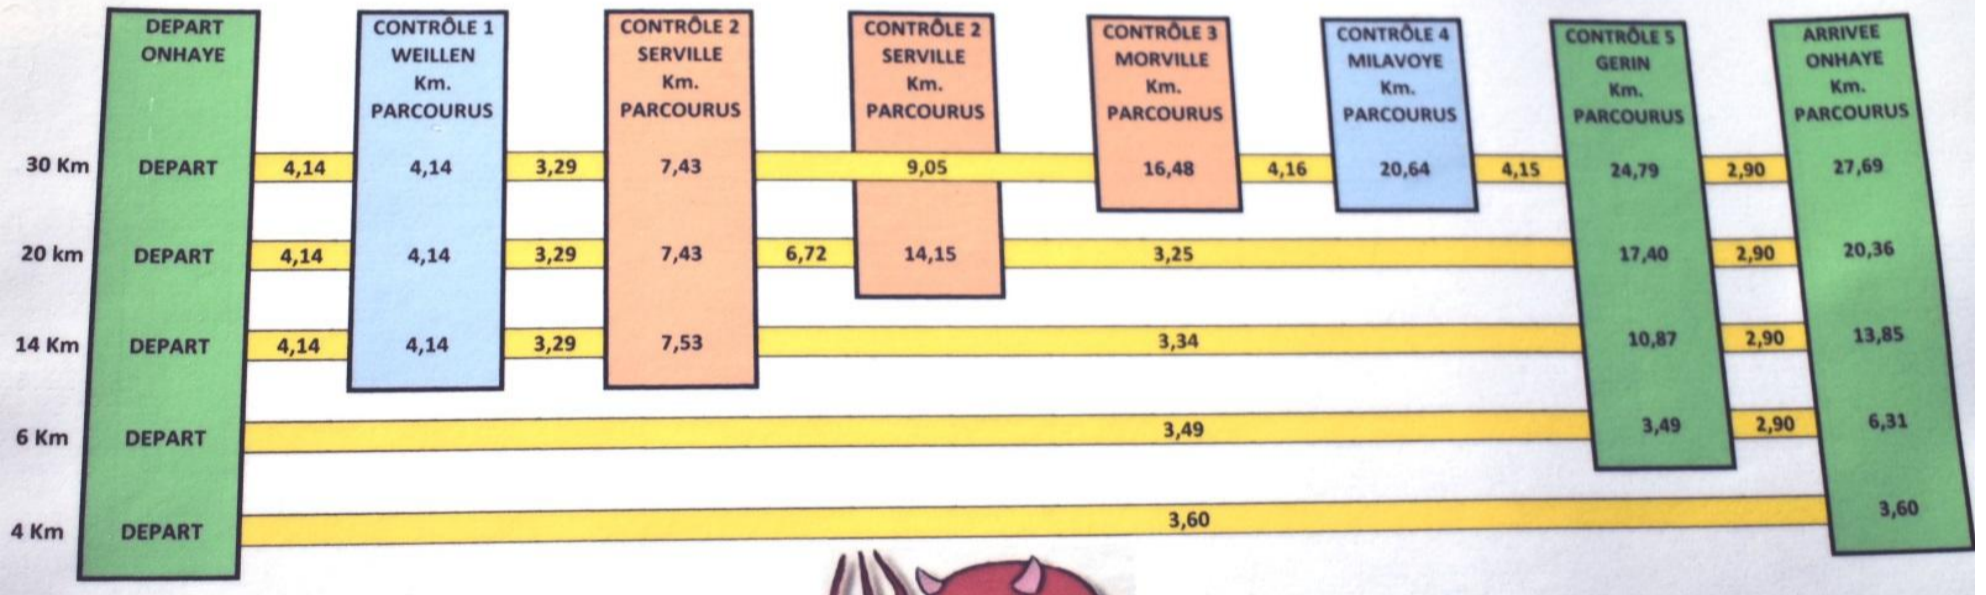 DEPART
ONHAYE
CONTRÔLE 1
WEILLEN
Km.
PARCOURUS
CONTRÔLE 2
SERVILLE
Km.
PARCOURUS
CONTRÔLE 2
SERVILLE
Km.
PARCOURUS
CONTRÔLE 3
MORVILLE
Km.
PARCOURUS
CONTRÔLE 4
MILAVOYE
Km.
PARCOURUS
CONTRÔLE 5
GERIN
Km.
PARCOURUS
ARRIVEE
ONHAYE
Km.
PARCOURUS
30 Km DEPART 4,14 4,14 3,29 7,43 9,05 16,48 4,16 20,64 4,15 24,79 2,90 27,69
20 km DEPART 4,14 4,14 3,29 7,43 6,72 14,15 3,25 17,40 2,90 20,36
14 Km DEPART 4,14 4,14 3,29 7,53 3,34 10,87 2,90 13,85
6 Km DEPART 3,49 3,49 2,90 6,31
4 Km DEPART 3,60 3,60